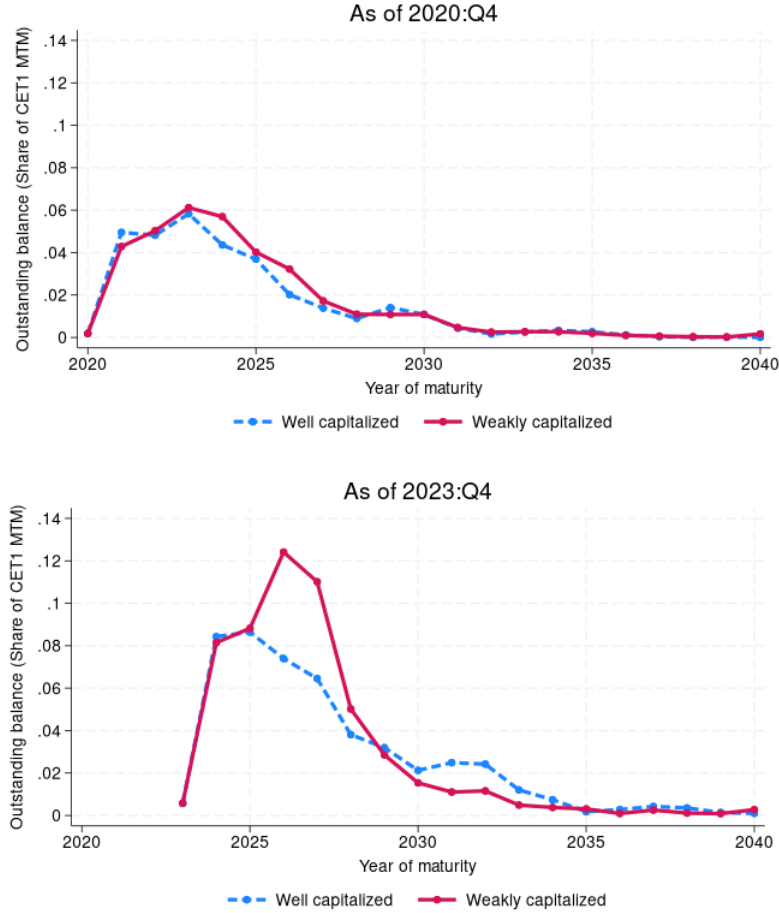 As of 2020:Q4
Outstanding balance (Share of CET1 MTM)
.14
.12
.1
.08
.06
.04
.02
0
2020 2025 2030 2035 2040
Year of maturity
Well capitalized Weakly capitalized
As of 2023:Q4
Outstanding balance (Share of CET1 MTM)
.14
.12
.1
.08
.06
.04
.02
0
2020 2025 2030 2035 2040
Year of maturity
Well capitalized Weakly capitalized